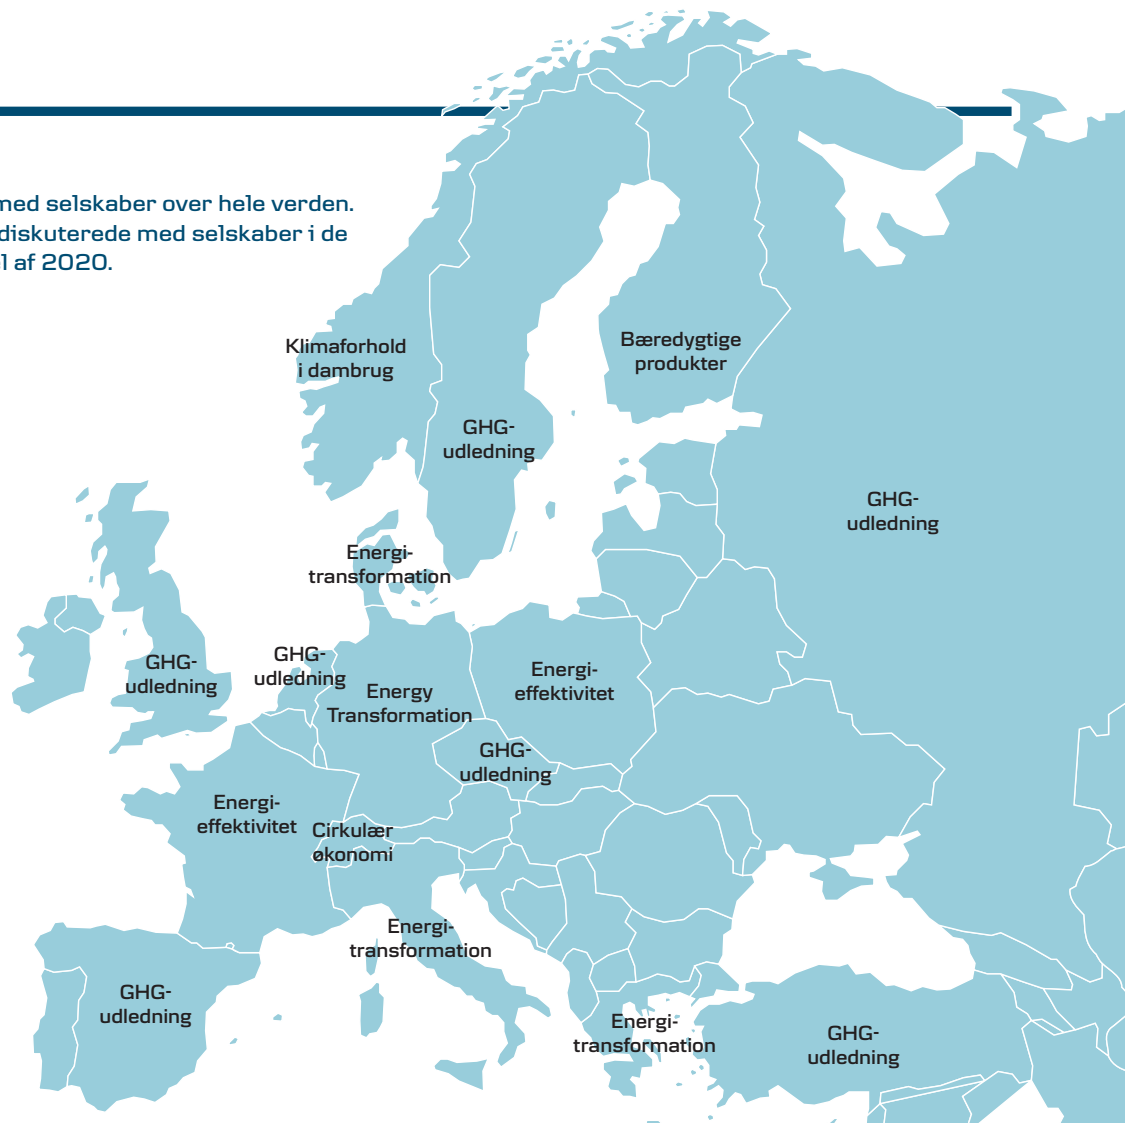 med selskaber over hele verden.
diskuterede med selskaber i de
af 2020.
Klimaforhold
i dambrug
Bæredygtige
produkter
GHG-
udledning
GHG-
udledning
Energi-
transformation
GHG-
udledning
GHG-
udledning
Energy
Transformation
Energi-
effektivitet
GHG-
udledning
Energi-
effektivitet
Cirkulær
økonomi
Energi-
transformation
GHG-
udledning
Energi-
transformation
GHG-
udledning